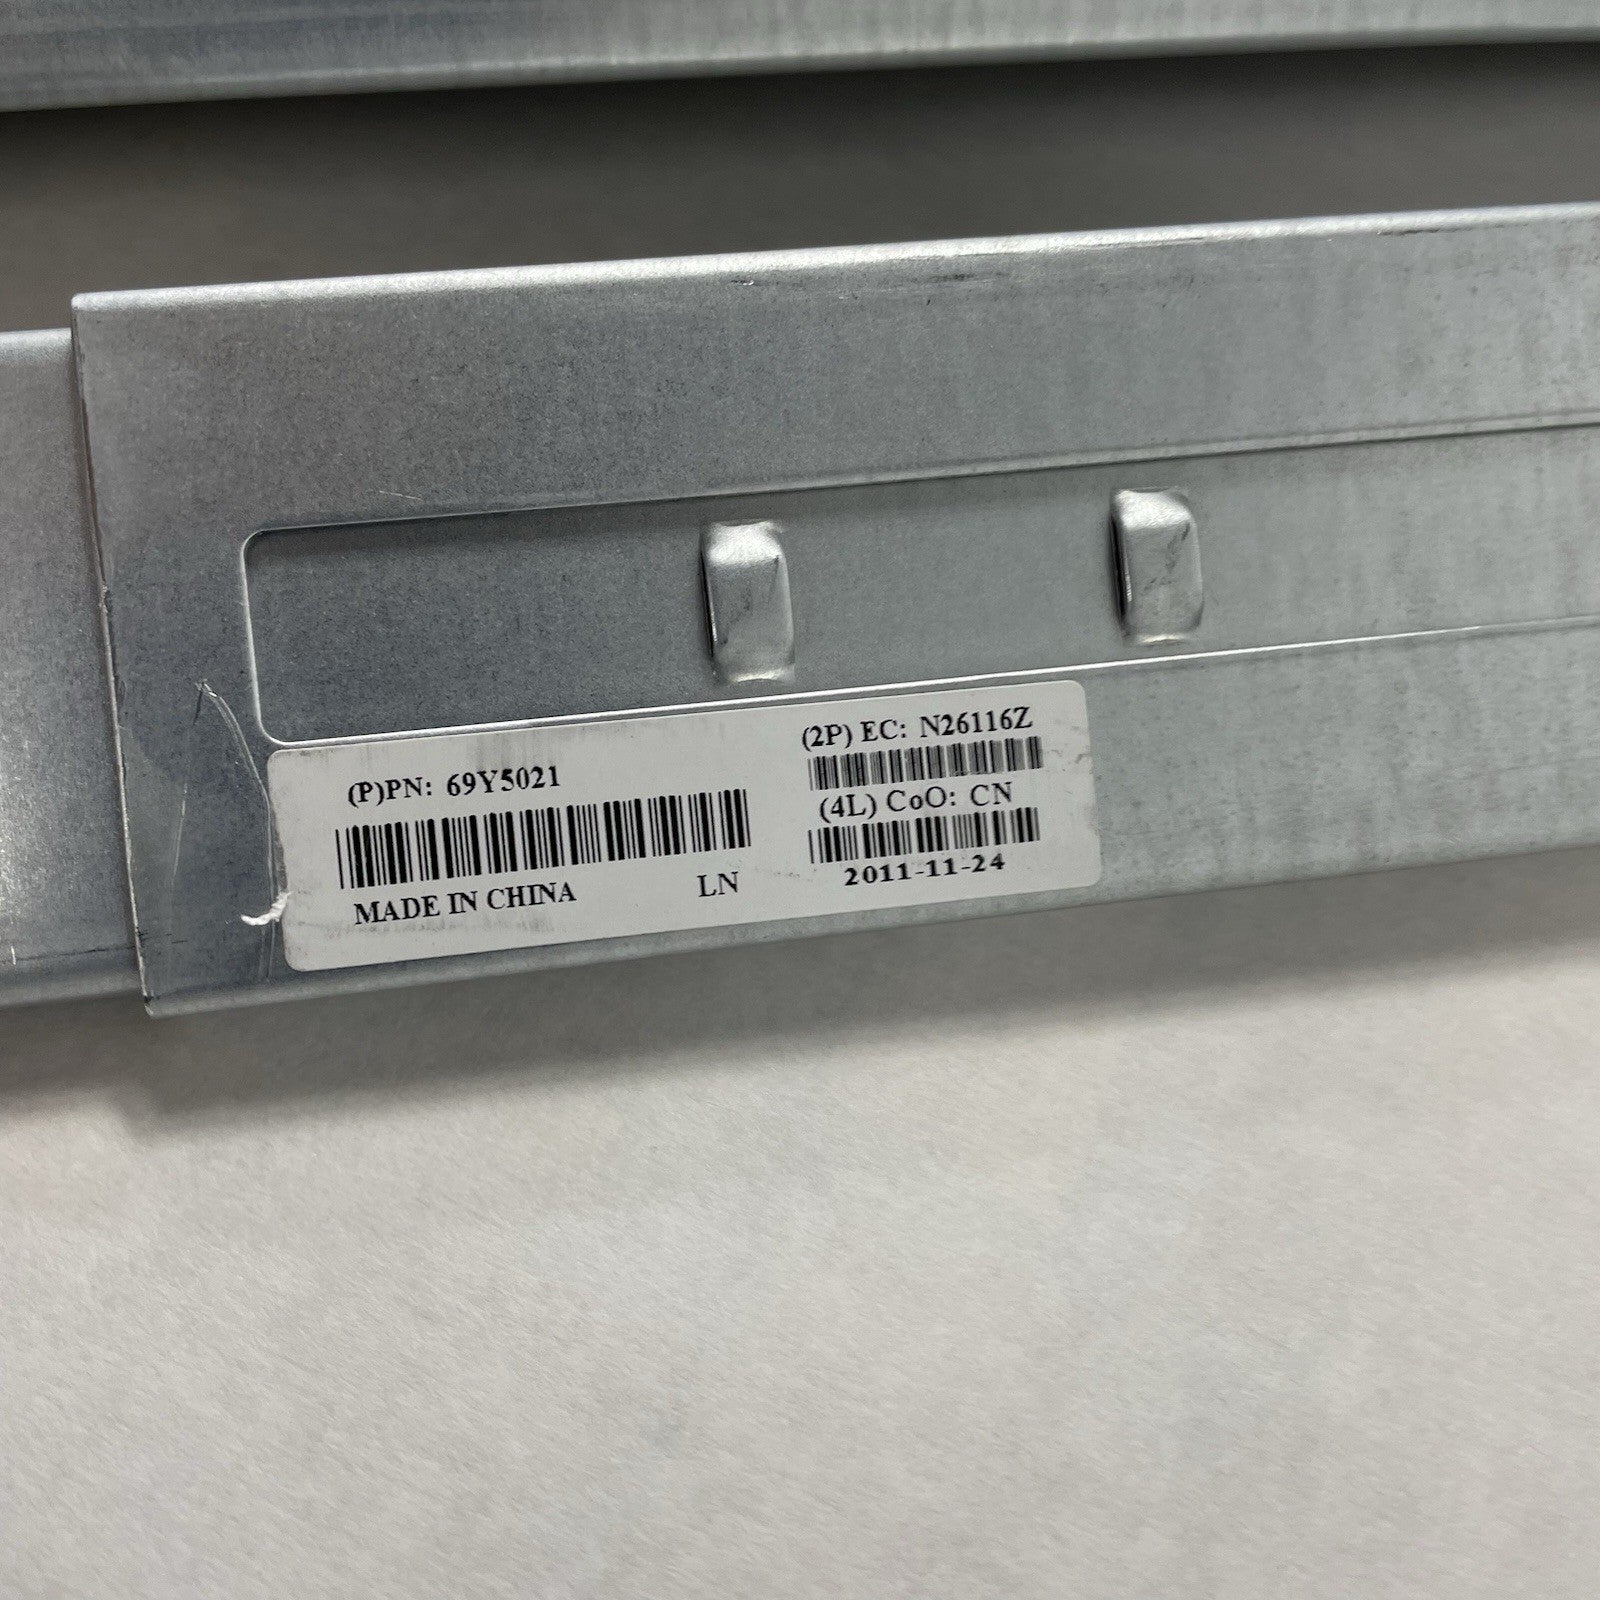 (P)PN: 69Y5021
MADE IN CHINA LN
(2P) EC: N26116Z
(4L) CoO: CN
2011-11-24